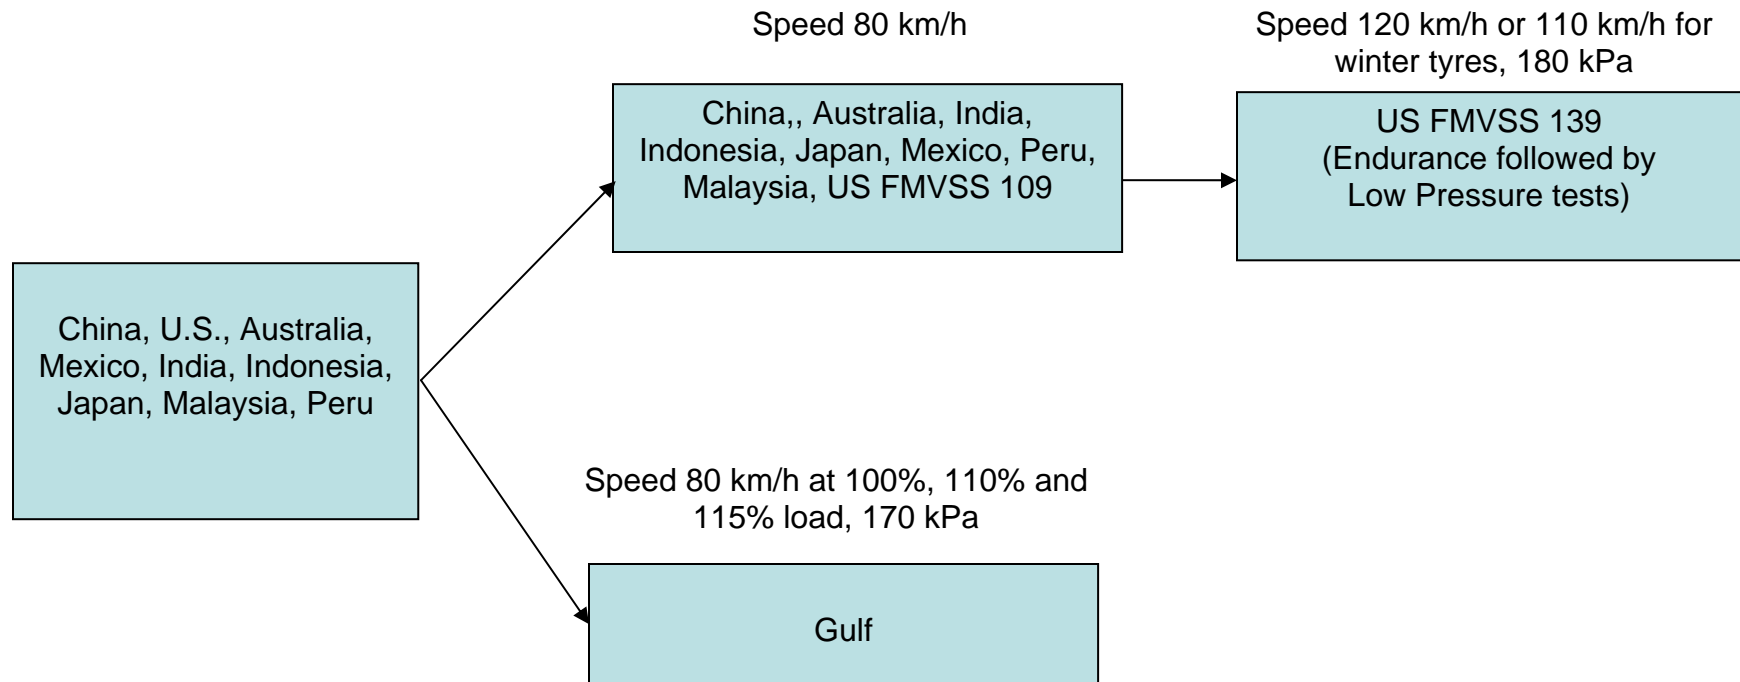 Speed 80 km/h
Speed 120 km/h or 110 km/h for
winter tyres, 180 kPa
China,, Australia, India,
Indonesia, Japan, Mexico, Peru,
Malaysia, US FMVSS 109
US FMVSS 139
(Endurance followed by
Low Pressure tests)
China, U.S., Australia,
Mexico, India, Indonesia,
Japan, Malaysia, Peru
Speed 80 km/h at 100%, 110% and
115% load, 170 kPa
Gulf